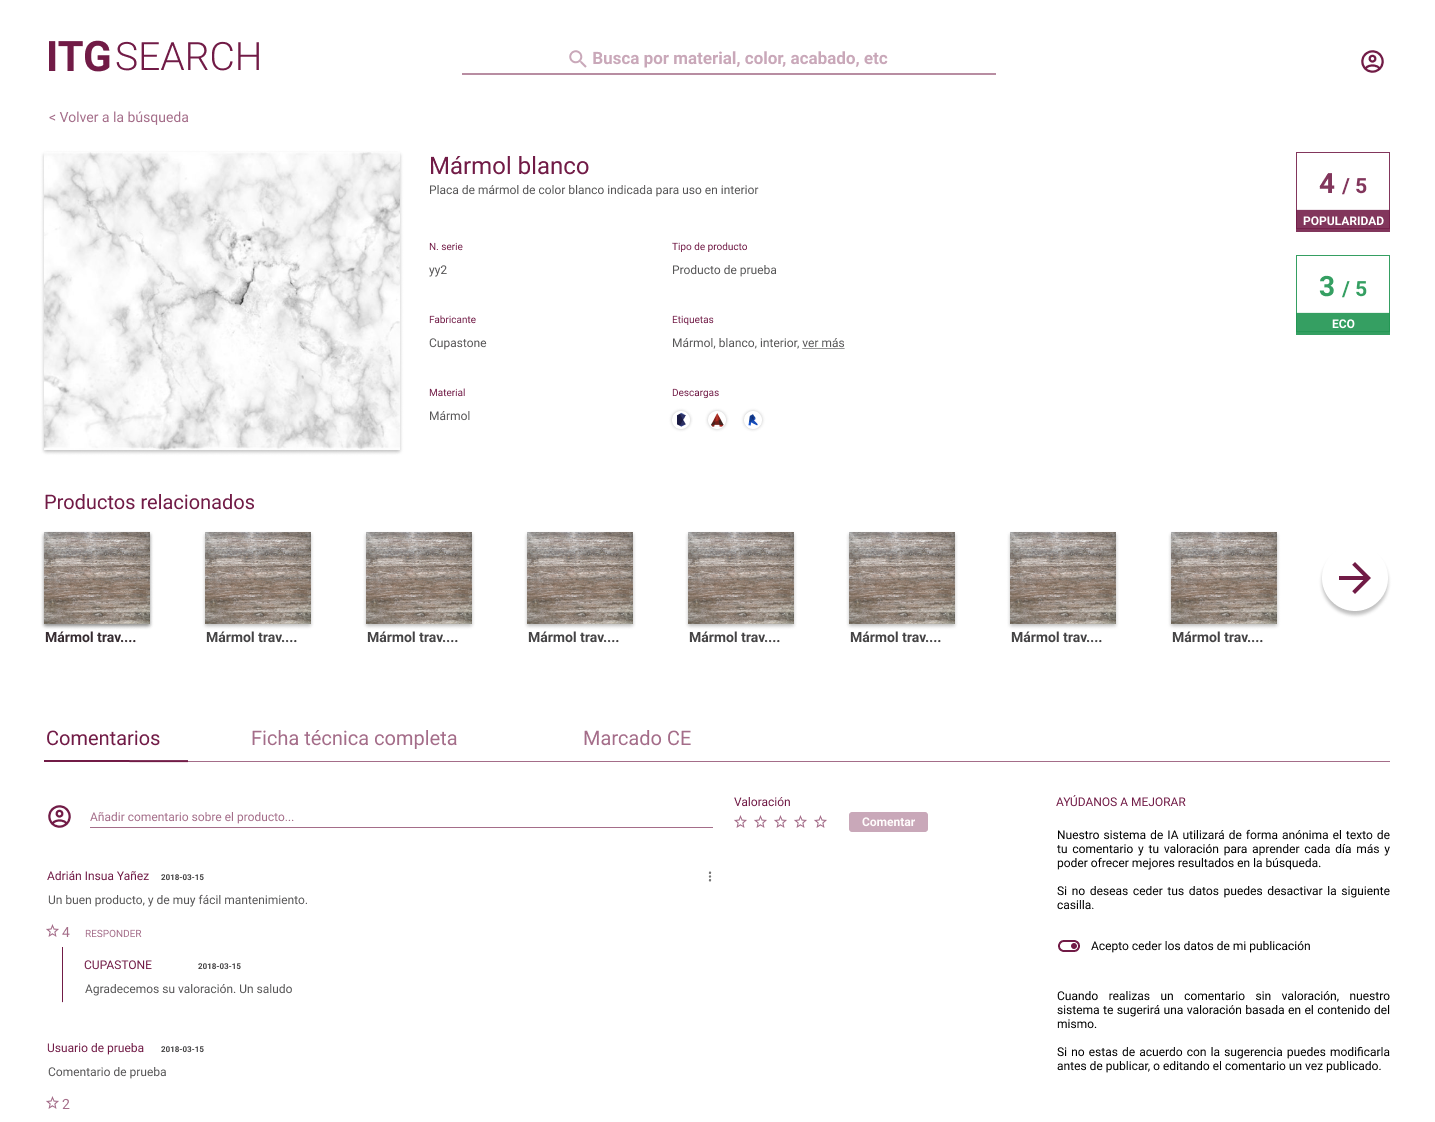 ITGSEARCH
Busca por material, color, acabado, etc
< Volver a la búsqueda
Mármol blanco
Placa de mármol de color blanco indicada para uso en interior
4 / 5
POPULARIDAD
3 / 5
ECO
N. serie
yy2
Tipo de producto
Producto de prueba
Fabricante
Cupastone
Etiquetas
Mármol, blanco, interior, ver más
Material
Mármol
Descargas
Productos relacionados
Mármol trav....
Mármol trav....
Mármol trav....
Mármol trav....
Mármol trav....
Mármol trav....
Mármol trav....
Mármol trav....
Comentarios
Ficha técnica completa
Marcado CE
Añadir comentario sobre el producto...
Valoración
Comentar
Adrián Insua Yañez 2018-03-15
Un buen producto, y de muy fácil mantenimiento.
4 RESPONDER
CUPASTONE 2018-03-15
Agradecemos su valoración. Un saludo
Usuario de prueba 2018-03-15
Comentario de prueba
2
AYÚDANOS A MEJORAR
Nuestro sistema de IA utilizará de forma anónima el texto de
tu comentario y tu valoración para aprender cada día más y
poder ofrecer mejores resultados en la búsqueda.
Si no deseas ceder tus datos puedes desactivar la siguiente
casilla.
Acepto ceder los datos de mi publicación
Cuando realizas un comentario sin valoración, nuestro
sistema te sugerirá una valoración basada en el contenido del
mismo.
Si no estas de acuerdo con la sugerencia puedes modificarla
antes de publicar, o editando el comentario un vez publicado.